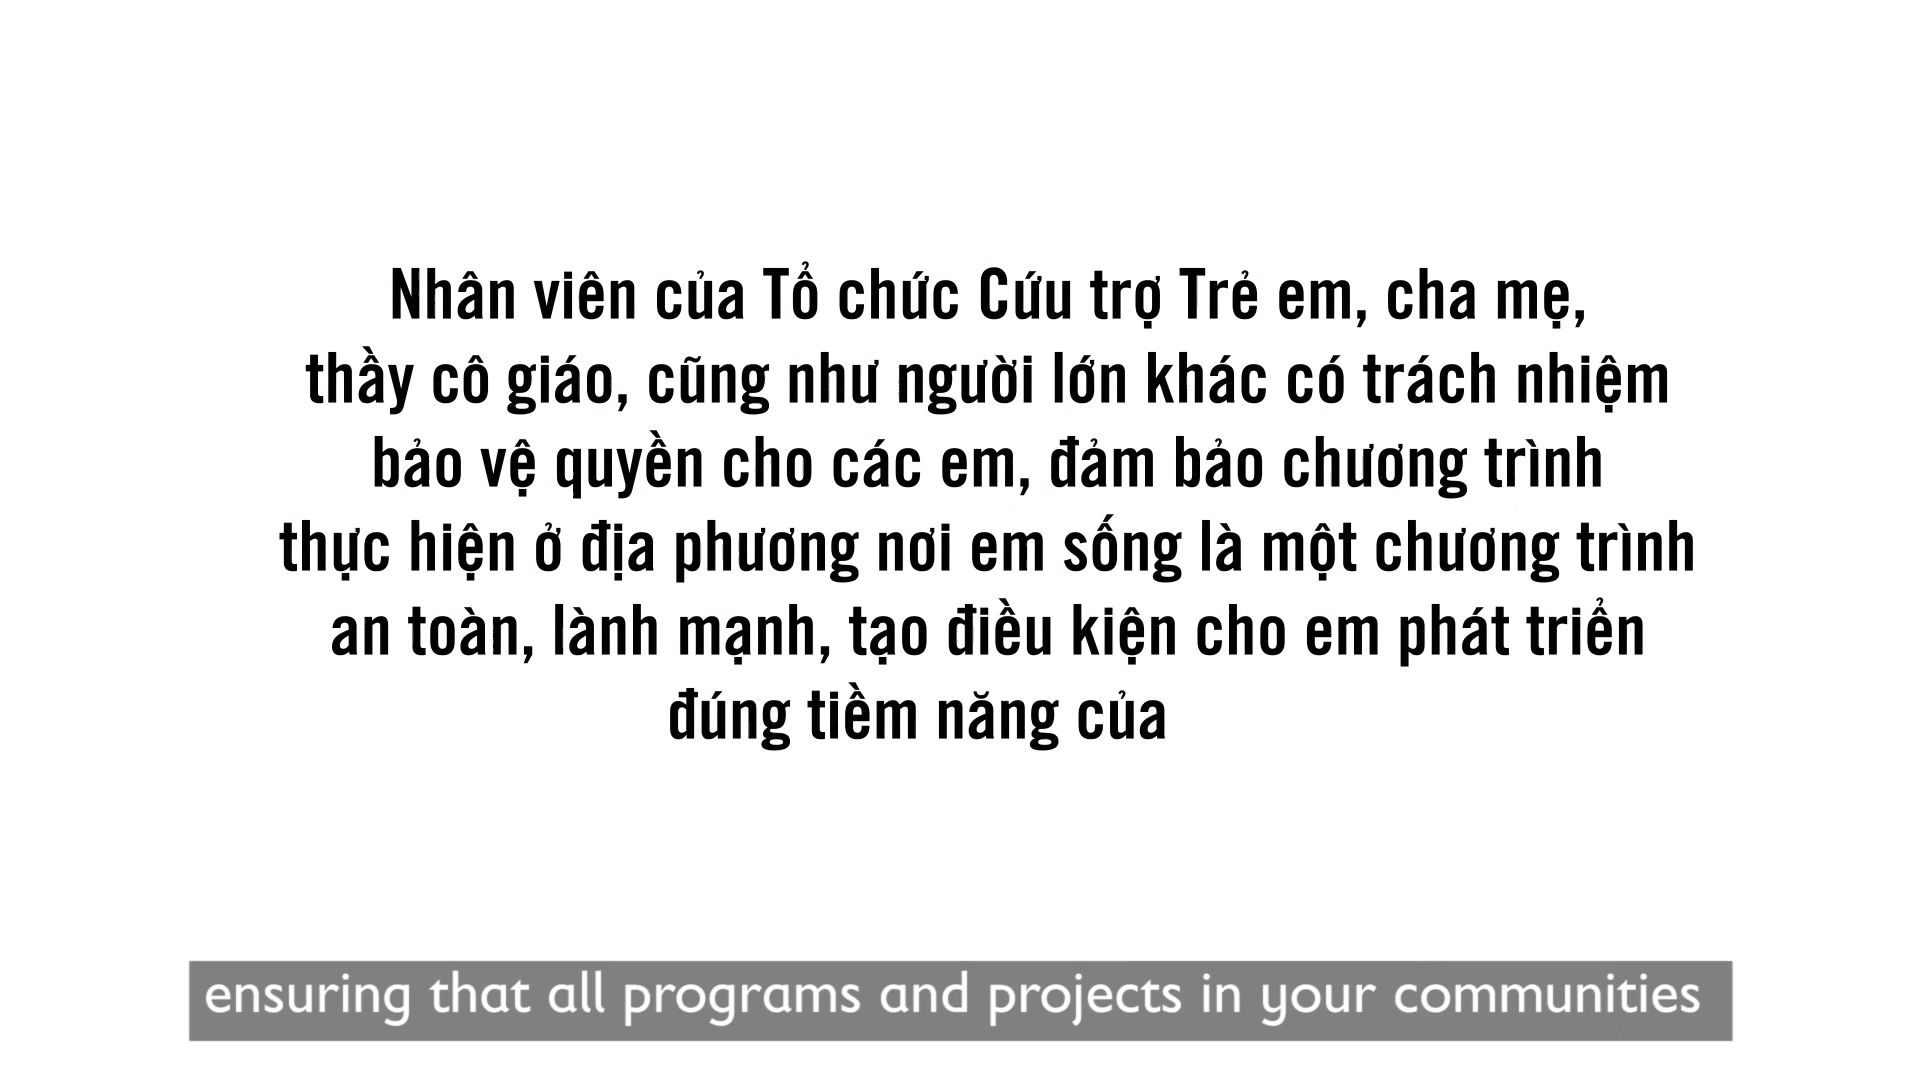 Nhân viên của Tổ chức Cứu trợ Trẻ em, cha mẹ,
thầy cô giáo, cũng như người lớn khác có trách nhiệm
bảo vệ quyền cho các em, đảm bảo chương trình
thực hiện ở địa phương nơi em sống là một chương trình
an toàn, lành mạnh, tạo điều kiện cho em phát triển
đúng tiềm năng của
ensuring that all programs and projects in your communities